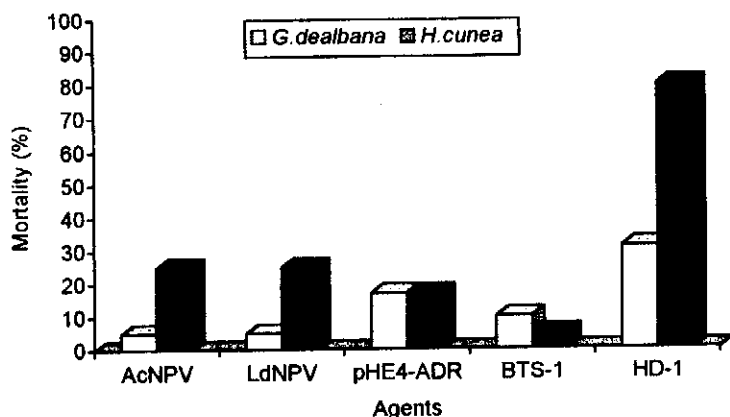 100
G.dealbana H.cunea
90
80
70
60
50
40
30
20
10
0
Mortality (%)
AcNPV LdNPV pHE4-ADR BTS-1 HD-1
Agents